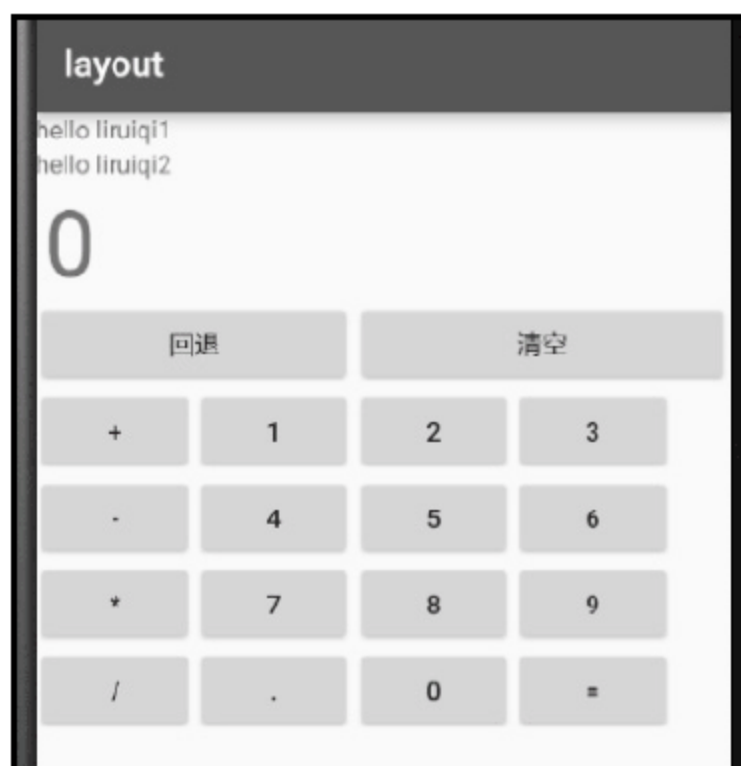 layout
hello liruiqi1
hello liruiqi2
0
回退 清空
+ 1 2 3
- 4 5 6
* 7 8 9
/ . 0 =